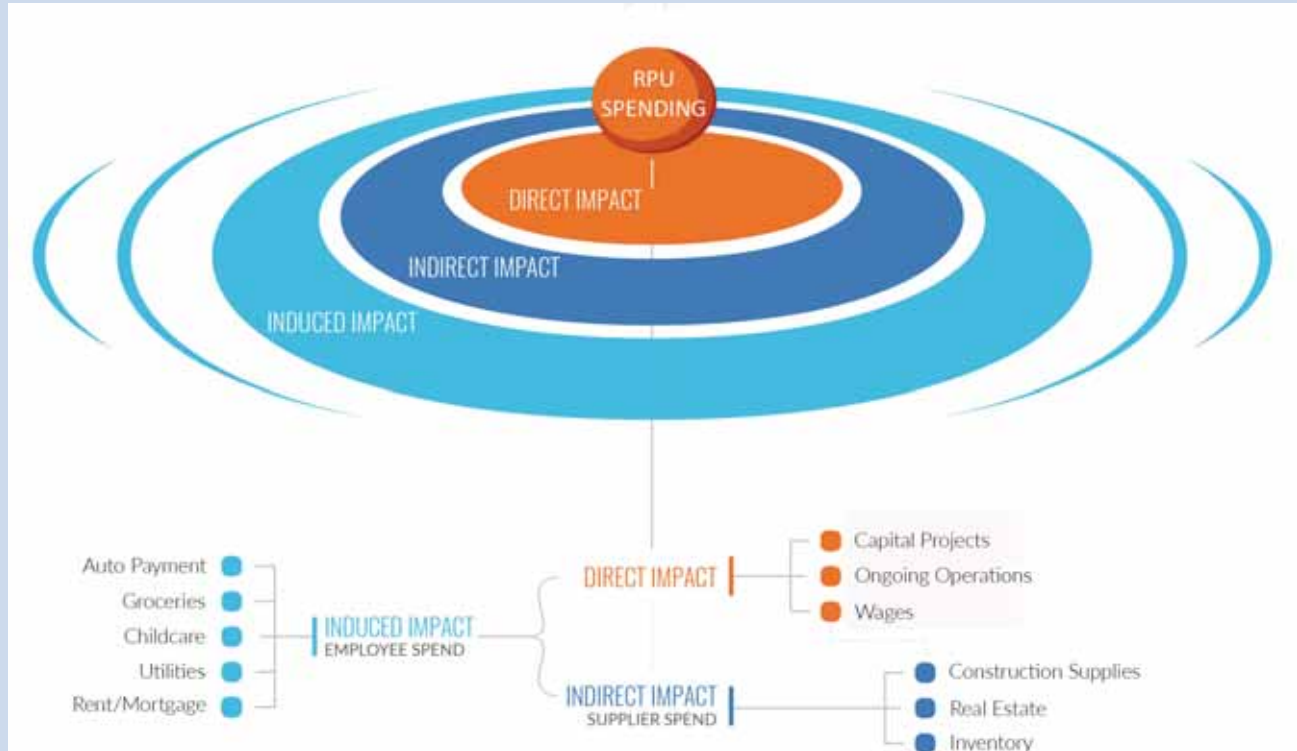 RPU
SPENDING
DIRECT IMPACT
INDIRECT IMPACT
INDUCED IMPACT
Auto Payment
Groceries
Childcare
Utilities
Rent/Mortgage
INDUCED IMPACT
EMPLOYEE SPEND
DIRECT IMPACT
Capital Projects
Ongoing Operations
Wages
INDIRECT IMPACT
SUPPLIER SPEND
Construction Supplies
Real Estate
Inventory